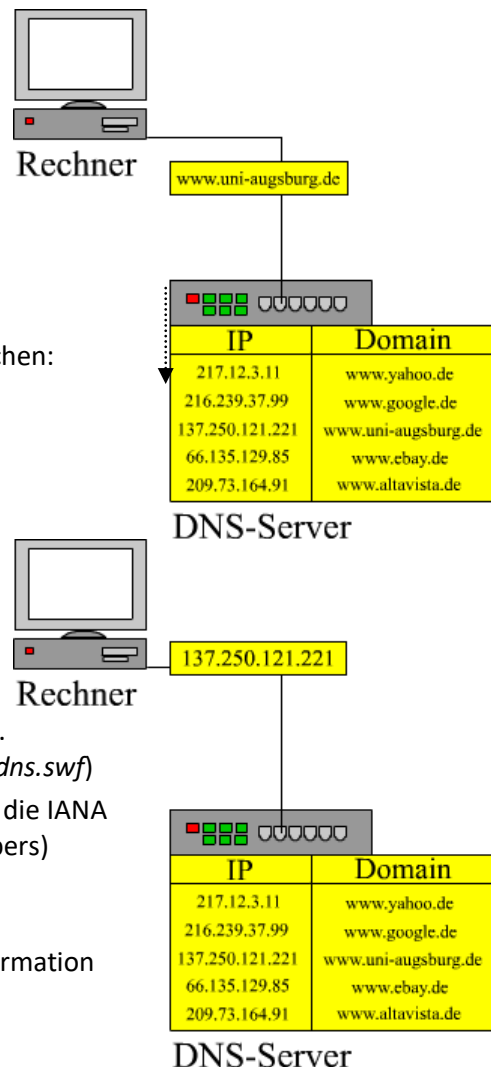 Rechner
www.uni-augsburg.de
chen:
IP Domain
217.12.3.11 www.yahoo.de
216.239.37.99 www.google.de
137.250.121.221 www.uni-augsburg.de
66.135.129.85 www.ebay.de
209.73.164.91 www.altavista.de
DNS-Server
137.250.121.221
Rechner
.
dns.swf)
die IANA
bers)
IP Domain
217.12.3.11 www.yahoo.de
216.239.37.99 www.google.de
137.250.121.221 www.uni-augsburg.de
rmation
66.135.129.85 www.ebay.de
209.73.164.91 www.altavista.de
DNS-Server